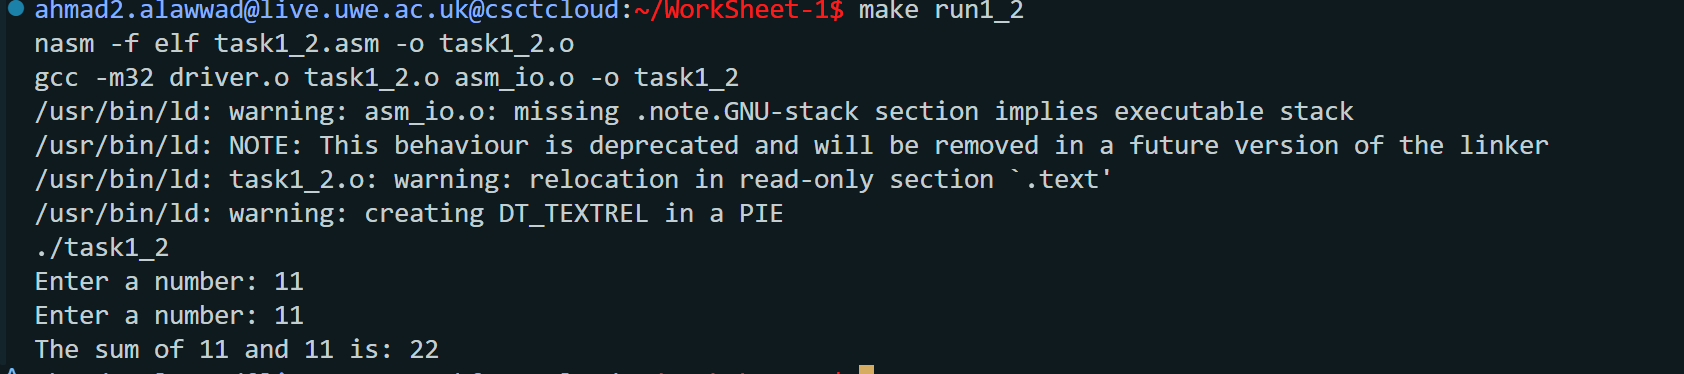 ahmad2.alawwad@live.uwe.ac.uk@csctcloud:~/WorkSheet-1$ make run1_2
nasm -f elf task1_2.asm -o task1_2.o
gcc -m32 driver.o task1_2.o asm_io.o -o task1_2
/usr/bin/ld: warning: asm_io.o: missing .note.GNU-stack section implies executable stack
/usr/bin/ld: NOTE: This behaviour is deprecated and will be removed in a future version of the linker
/usr/bin/ld: task1_2.o: warning: relocation in read-only section `.text'
/usr/bin/ld: warning: creating DT_TEXTREL in a PIE
./task1_2
Enter a number: 11
Enter a number: 11
The sum of 11 and 11 is: 22